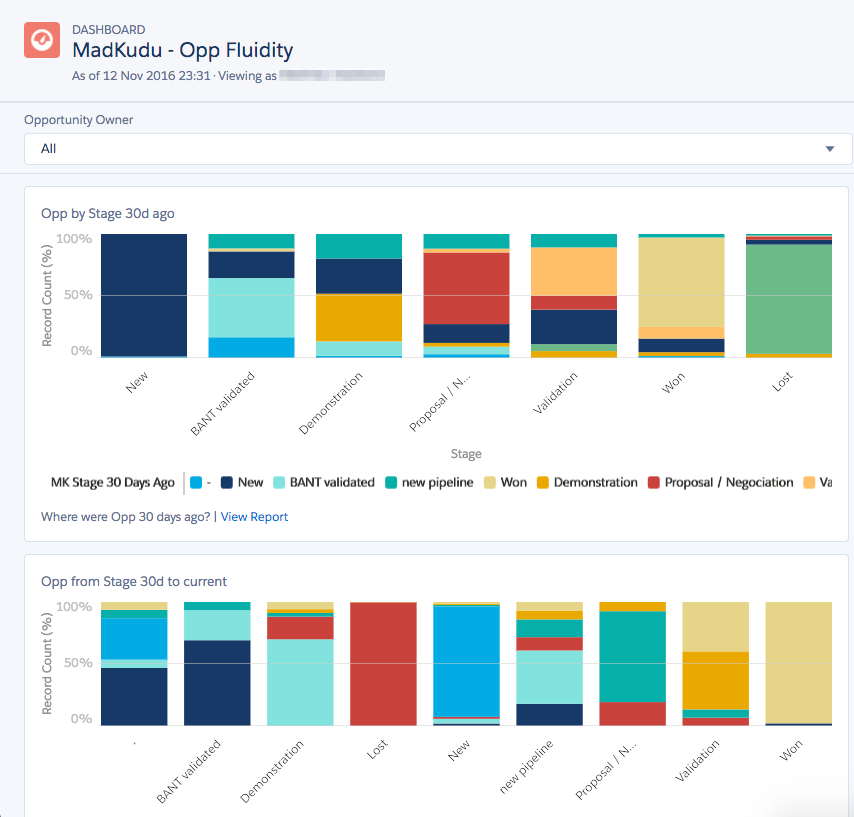 DASHBOARD
MadKudu - Opp Fluidity
As of 12 Nov 2016 23:31 · Viewing as
Opportunity Owner
All
Opp by Stage 30d ago
Record Count (%)
100%
50%
0%
New
BANT validated
Demonstration
Proposal / N...
Validation
Won
Lost
Stage
MK Stage 30 Days Ago - New BANT validated new pipeline Won Demonstration Proposal / Negociation Va
Where were Opp 30 days ago? | View Report
Opp from Stage 30d to current
Record Count (%)
100%
50%
0%
-
BANT validated
Demonstration
Lost
New
new pipeline
Proposal / N...
Validation
Won